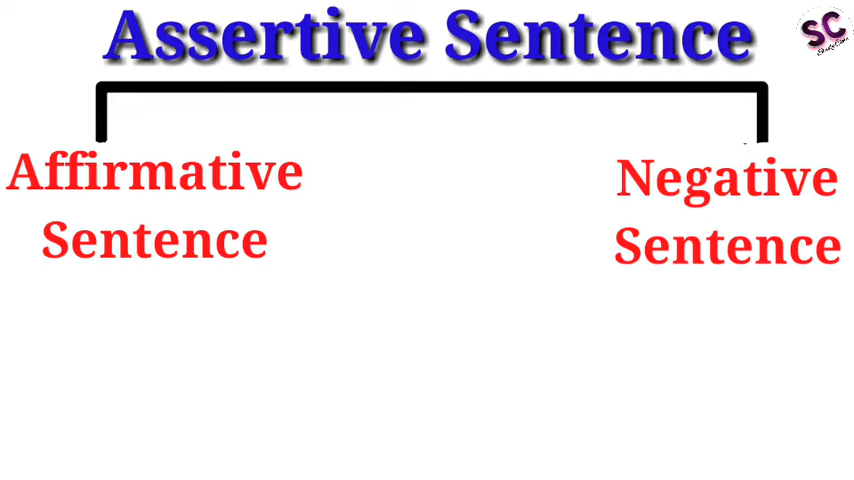 Assertive Sentence
SC
Affirmative
Sentence
Negative
Sentence